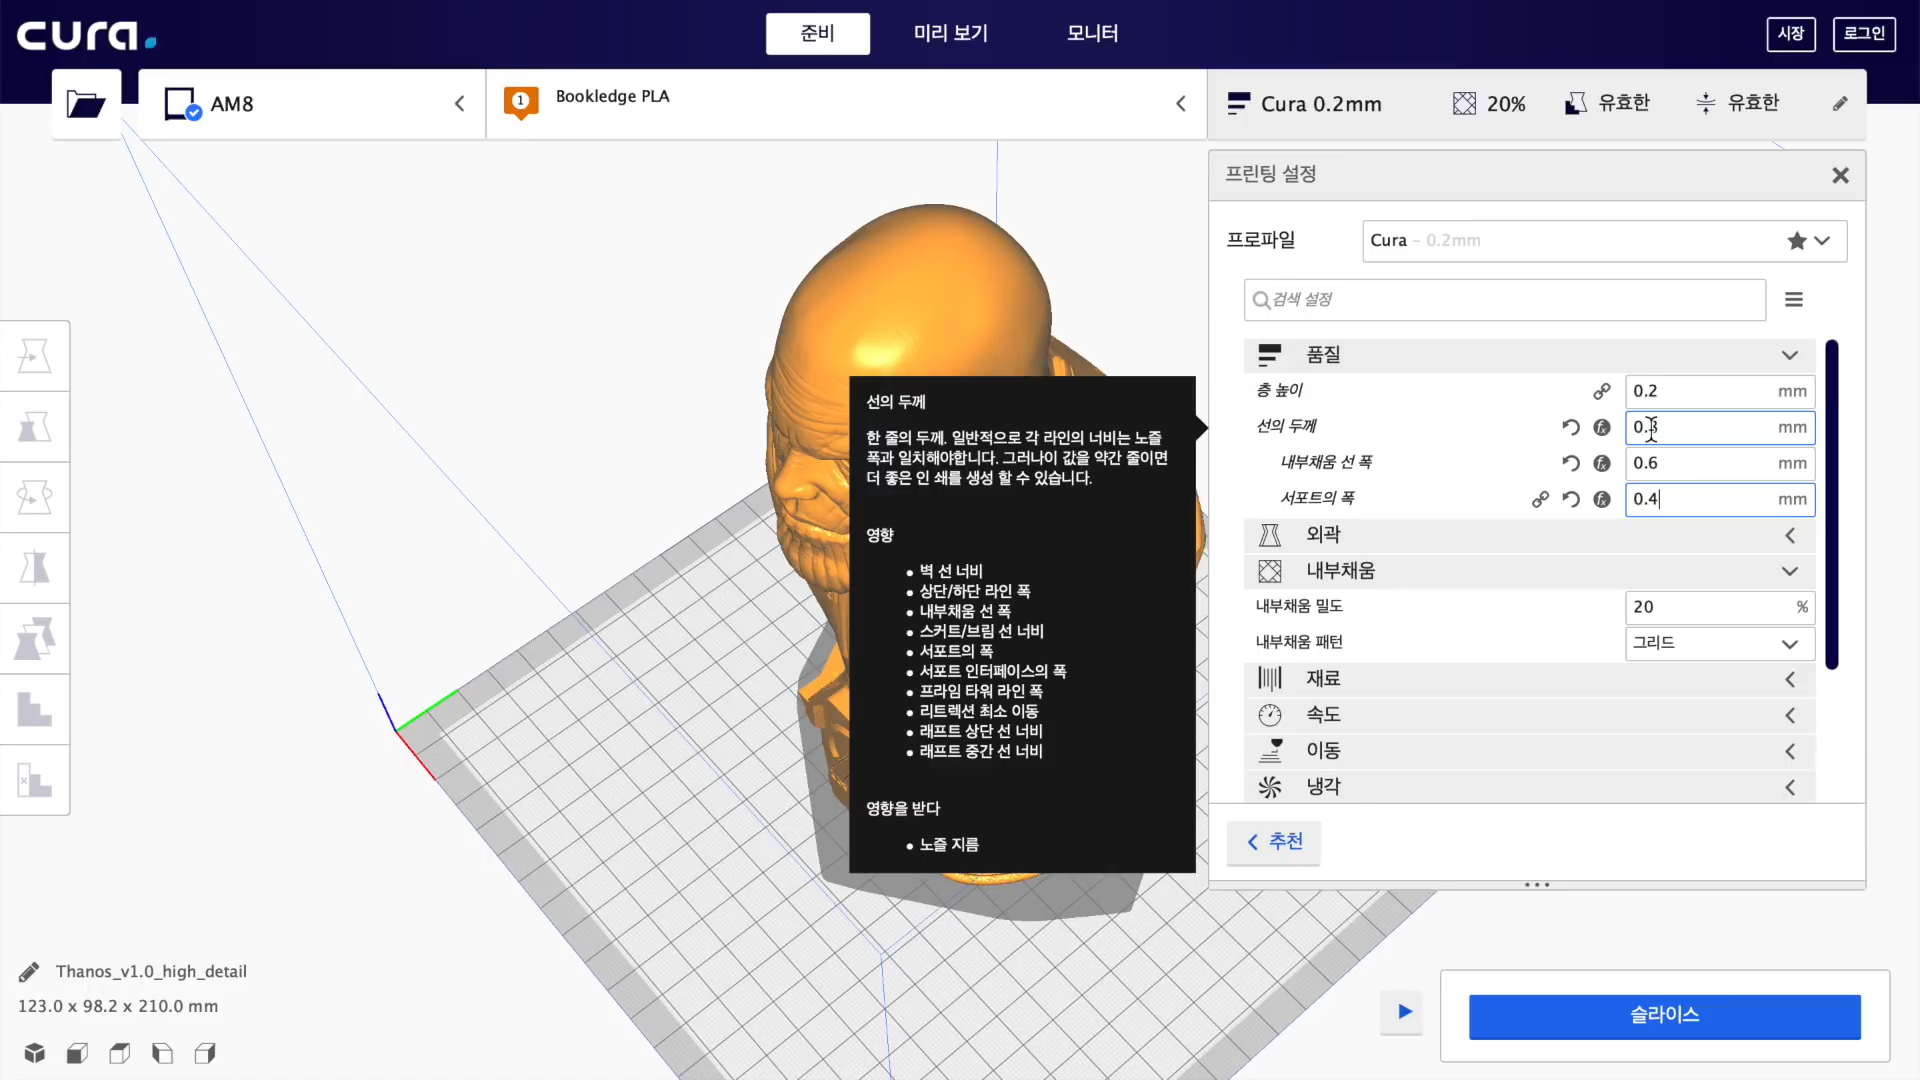 cura.
준비
미리 보기
모니터
시장
로그인
AM8
1
Bookledge PLA
Cura 0.2mm
20%
유효한
유효한
프린팅 설정
프로파일
Cura - 0.2mm
검색 설정
품질
층 높이
0.2 mm
선의 두께
mm
내부채움 선 폭
0.6 mm
서포트의 폭
0.4 mm
외곽
내부채움
내부채움 밀도
20 %
내부채움 패턴
그리드
재료
속도
이동
냉각
추천
선의 두께
한 줄의 두께. 일반적으로 각 라인의 너비는 노즐
폭과 일치해야합니다. 그러나이 값을 약간 줄이면
더 좋은 인 쇄를 생성 할 수 있습니다.
영향
• 벽 선 너비
• 상단/하단 라인 폭
• 내부채움 선 폭
• 스커트/브림 선 너비
• 서포트의 폭
• 서포트 인터페이스의 폭
• 프라임 타워 라인 폭
• 리트렉션 최소 이동
• 래프트 상단 선 너비
• 래프트 중간 선 너비
영향을 받다
• 노즐 지름
Thanos_v1.0_high_detail
123.0 x 98.2 x 210.0 mm
슬라이스